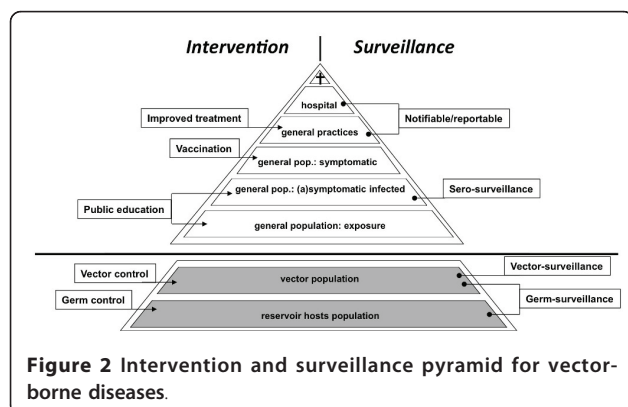 Intervention | Surveillance
✝
hospital
Improved treatment
Notifiable/reportable
general practices
Vaccination
general pop.: symptomatic
general pop.: (a)symptomatic infected
Sero-surveillance
Public education
general population: exposure
Vector-surveillance
Vector control
vector population
Germ control
Germ-surveillance
reservoir hosts population
Figure 2 Intervention and surveillance pyramid for vector-
borne diseases.